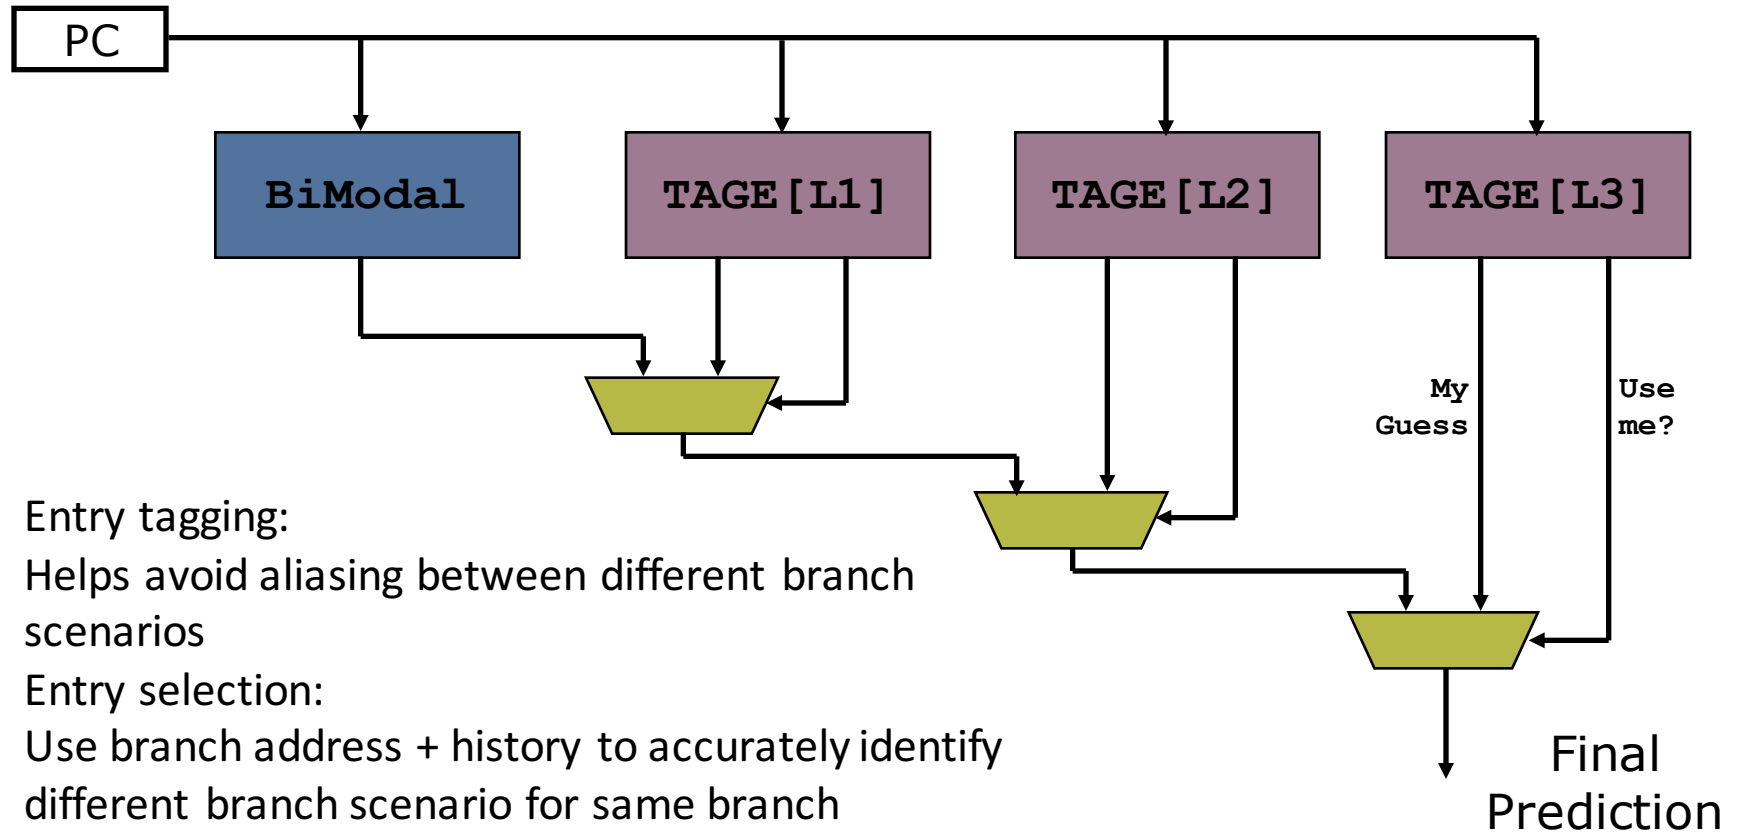 PC
BiModal
TAGE[L1]
TAGE[L2]
TAGE[L3]
My
Guess
Use
me?
Entry tagging:
Helps avoid aliasing between different branch
scenarios
Entry selection:
Use branch address + history to accurately identify
different branch scenario for same branch
Final
Prediction